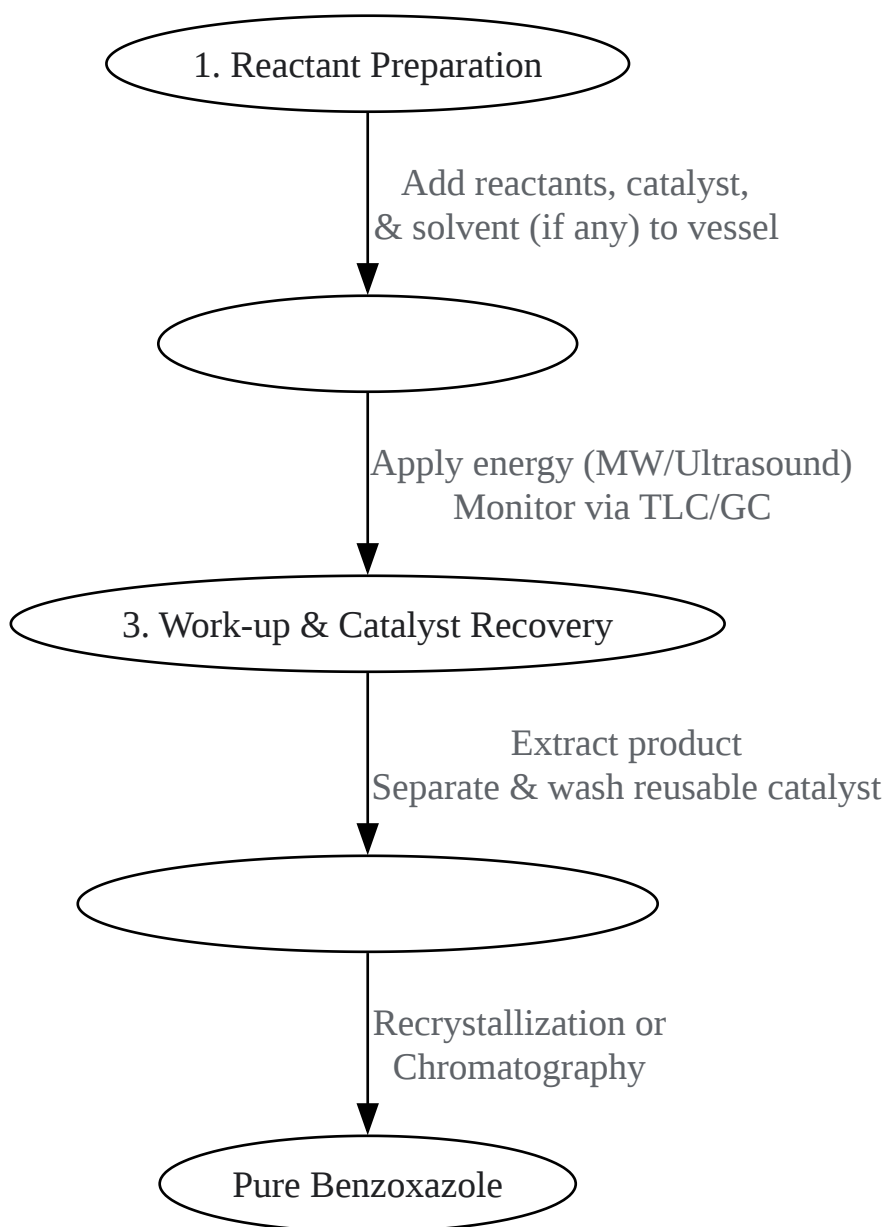 1. Reactant Preparation
Add reactants, catalyst,
& solvent (if any) to vessel
Apply energy (MW/Ultrasound)
Monitor via TLC/GC
3. Work-up & Catalyst Recovery
Extract product
Separate & wash reusable catalyst
Recrystallization or
Chromatography
Pure Benzoxazole